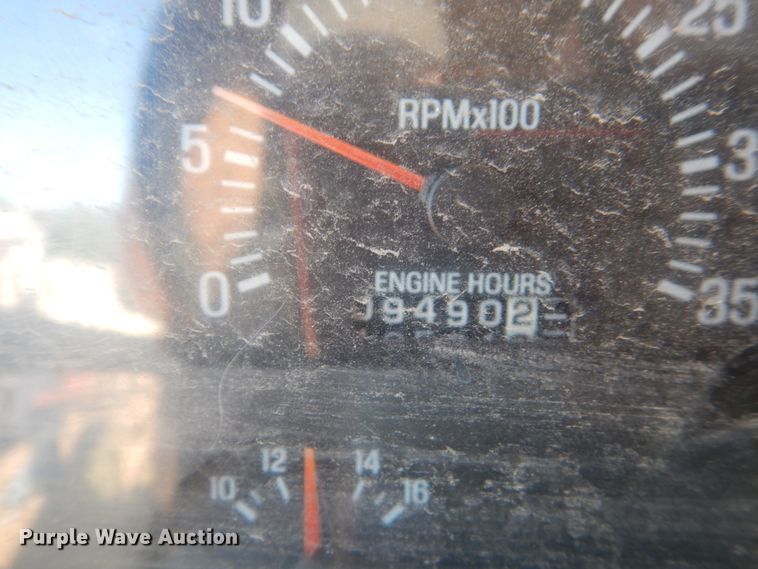 10 25
RPMx100
5 3
ENGINE HOURS
0 94902 35
12 14
10 16
Purple Wave Auction